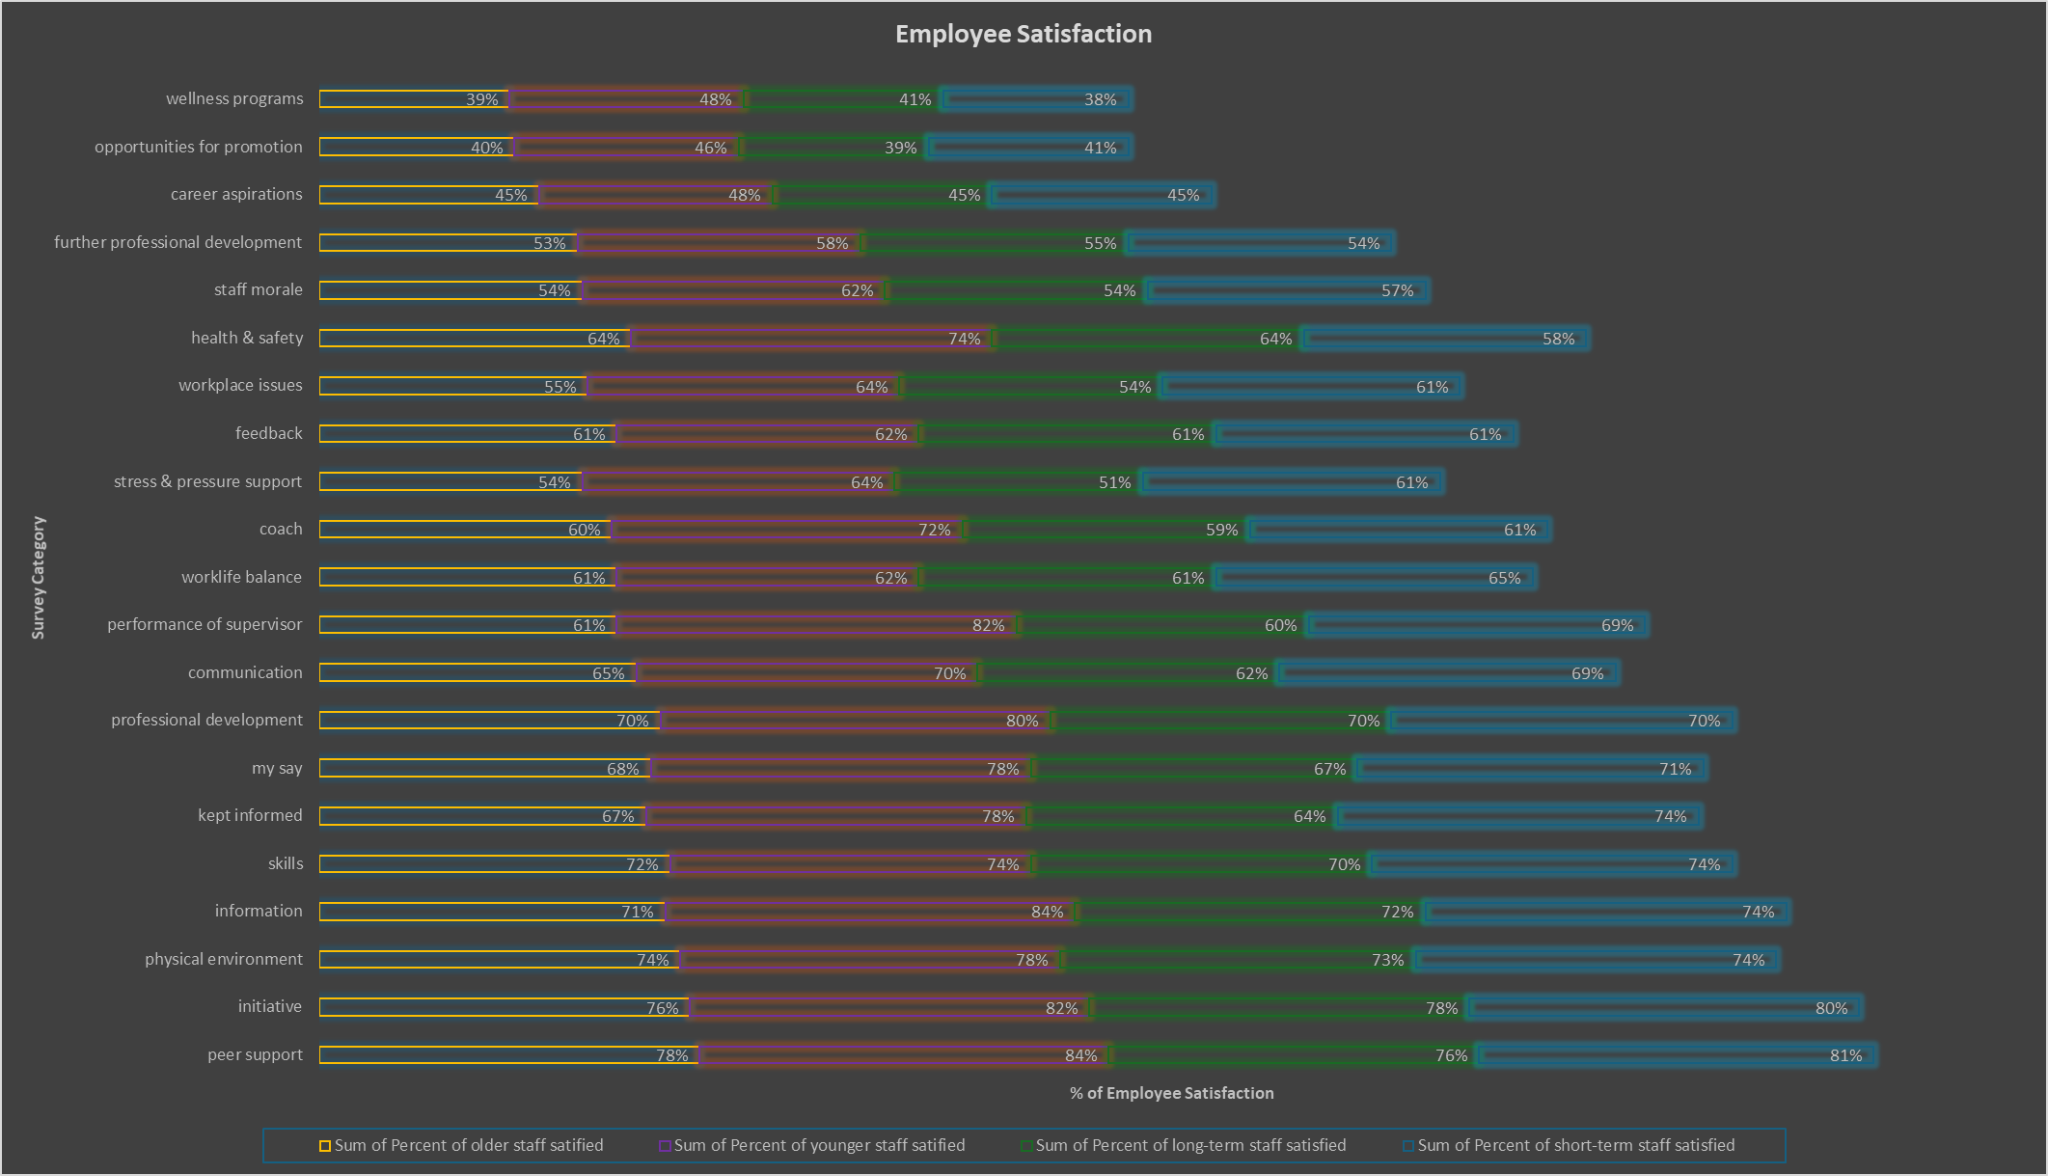 Employee Satisfaction
wellness programs 39% 48% 41% 38%
opportunities for promotion 40% 46% 39% 41%
career aspirations 45% 48% 45% 45%
further professional development 53% 58% 55% 54%
staff morale 54% 62% 54% 57%
health & safety 64% 74% 64% 58%
workplace issues 55% 64% 54% 61%
feedback 61% 62% 61% 61%
stress & pressure support 54% 64% 51% 61%
coach 60% 72% 59% 61%
worklife balance 61% 62% 61% 65%
performance of supervisor 61% 82% 60% 69%
communication 65% 70% 62% 69%
professional development 70% 80% 70% 70%
my say 68% 78% 67% 71%
kept informed 67% 78% 64% 74%
skills 72% 74% 70% 74%
information 71% 84% 72% 74%
physical environment 74% 78% 73% 74%
initiative 76% 82% 78% 80%
peer support 78% 84% 76% 81%
Survey Category
% of Employee Satisfaction
Sum of Percent of older staff satified Sum of Percent of younger staff satified Sum of Percent of long-term staff satisfied Sum of Percent of short-term staff satisfied